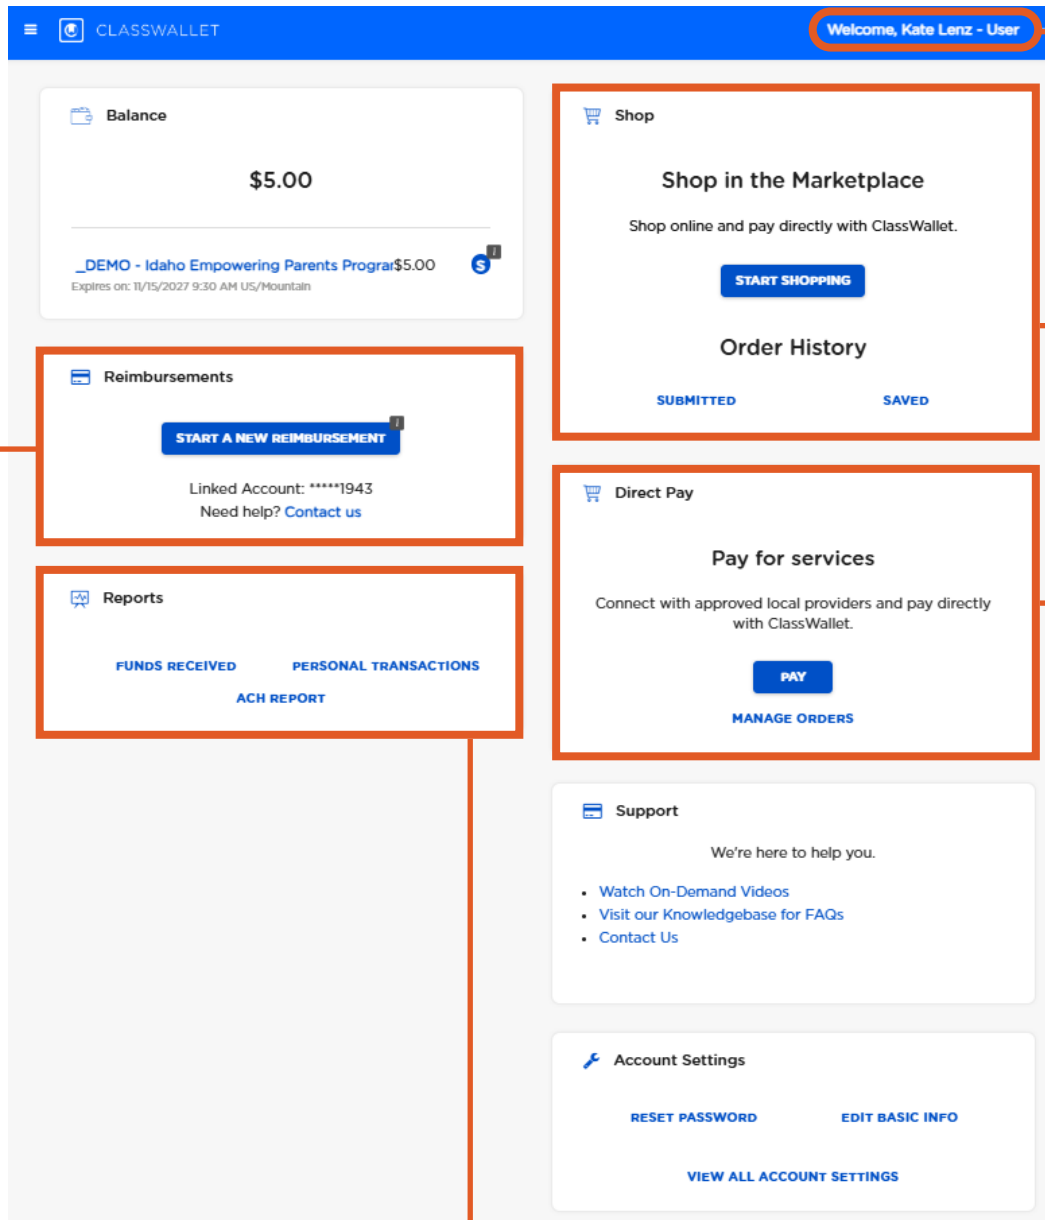 CLASSWALLET
Welcome, Kate Lenz - User
Balance
$5.00
_DEMO - Idaho Empowering Parents Prograr$5.00
Expires on: 11/15/2027 9:30 AM US/Mountain
Reimbursements
START A NEW REIMBURSEMENT
Linked Account: *****1943
Need help? Contact us
Reports
FUNDS RECEIVED
PERSONAL TRANSACTIONS
ACH REPORT
Shop
Shop in the Marketplace
Shop online and pay directly with ClassWallet.
START SHOPPING
Order History
SUBMITTED
SAVED
Direct Pay
Pay for services
Connect with approved local providers and pay directly
with ClassWallet.
PAY
MANAGE ORDERS
Support
We're here to help you.
• Watch On-Demand Videos
• Visit our Knowledgebase for FAQs
• Contact Us
Account Settings
RESET PASSWORD
EDIT BASIC INFO
VIEW ALL ACCOUNT SETTINGS